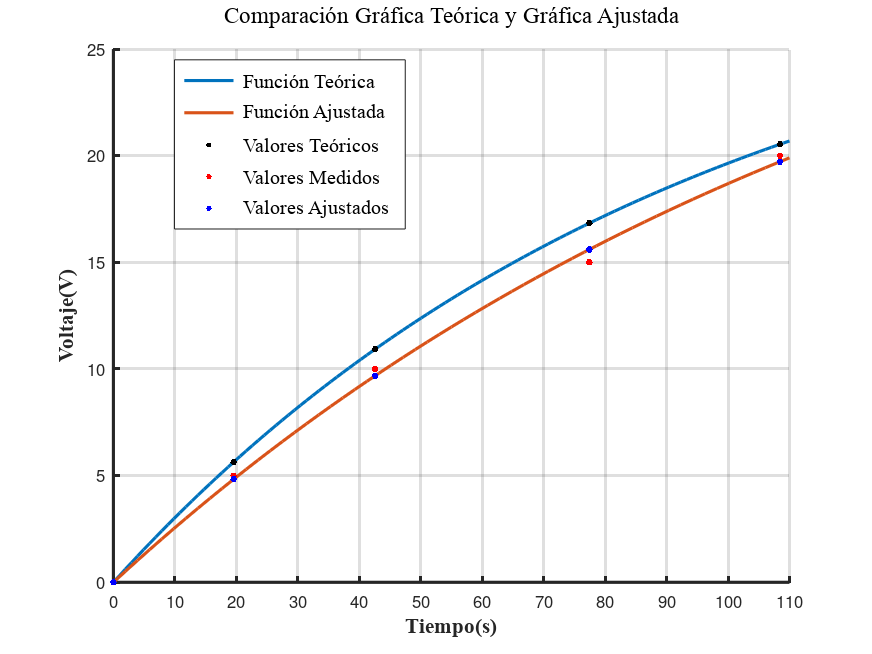 Comparación Gráfica Teórica y Gráfica Ajustada
25
20
15
10
5
0
Función Teórica
Función Ajustada
Valores Teóricos
Valores Medidos
Valores Ajustados
Voltaje(V)
0 10 20 30 40 50 60 70 80 90 100 110
Tiempo(s)